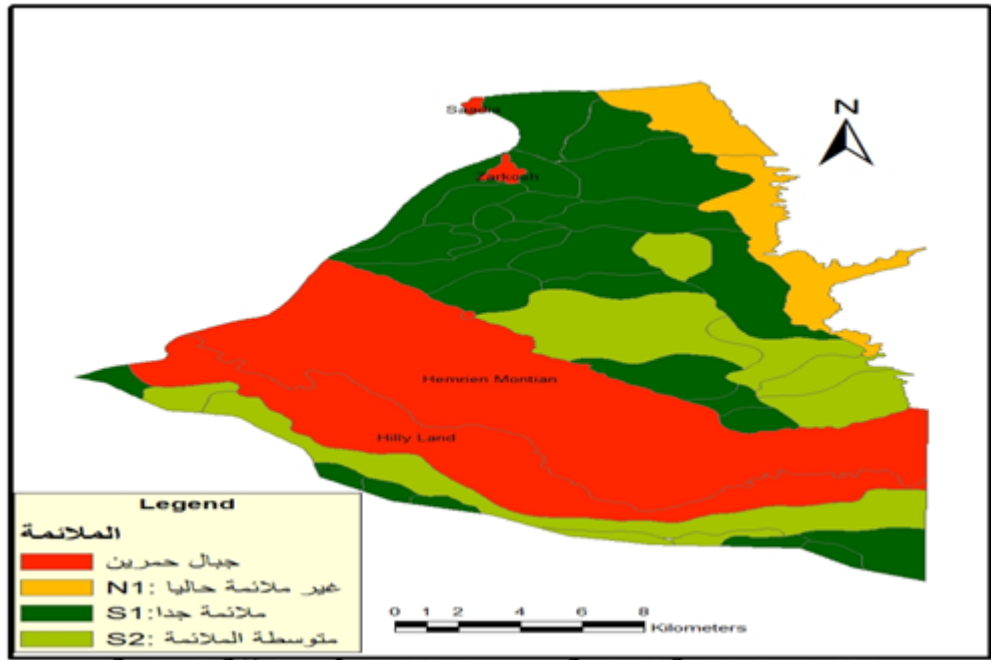 Saadia
N
Zarkosh
Hemrien Montian
Hilly Land
Legend
الملائمة
جبال حمرين
N1: غير ملائمة حاليا
S1: ملائمة جدا
S2: متوسطة الملائمة
0 1 2 4 6 8
Kilometers